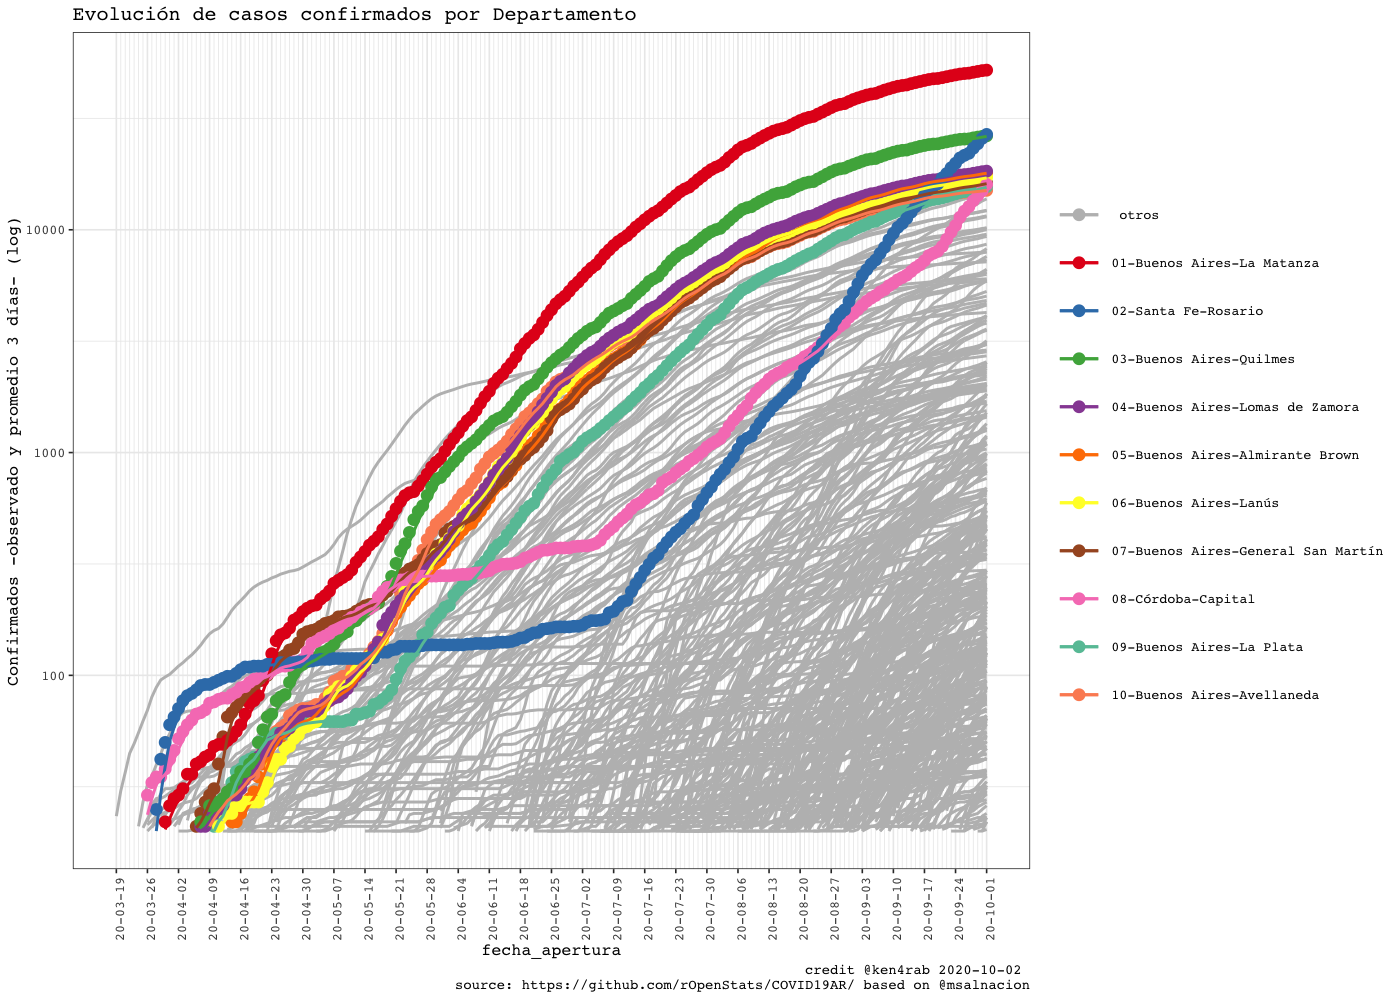 Evolución de casos confirmados por Departamento
Confirmados -observado y promedio 3 días- (log)
10000
1000
100
20-03-19
20-03-26
20-04-02
20-04-09
20-04-16
20-04-23
20-04-30
20-05-07
20-05-14
20-05-21
20-05-28
20-06-04
20-06-11
20-06-18
20-06-25
20-07-02
20-07-09
20-07-16
20-07-23
20-07-30
20-08-06
20-08-13
20-08-20
20-08-27
20-09-03
20-09-10
20-09-17
20-09-24
20-10-01
fecha_apertura
otros
01-Buenos Aires-La Matanza
02-Santa Fe-Rosario
03-Buenos Aires-Quilmes
04-Buenos Aires-Lomas de Zamora
05-Buenos Aires-Almirante Brown
06-Buenos Aires-Lanús
07-Buenos Aires-General San Martín
08-Córdoba-Capital
09-Buenos Aires-La Plata
10-Buenos Aires-Avellaneda
credit @ken4rab 2020-10-02
source: https://github.com/rOpenStats/COVID19AR/ based on @msalnacion